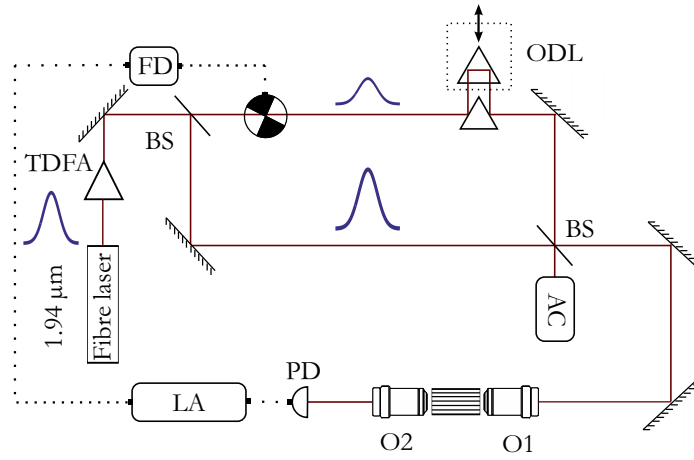 FD
ODL
BS
TDFA
BS
1.94 μm
Fibre laser
AC
PD
LA
O2
O1